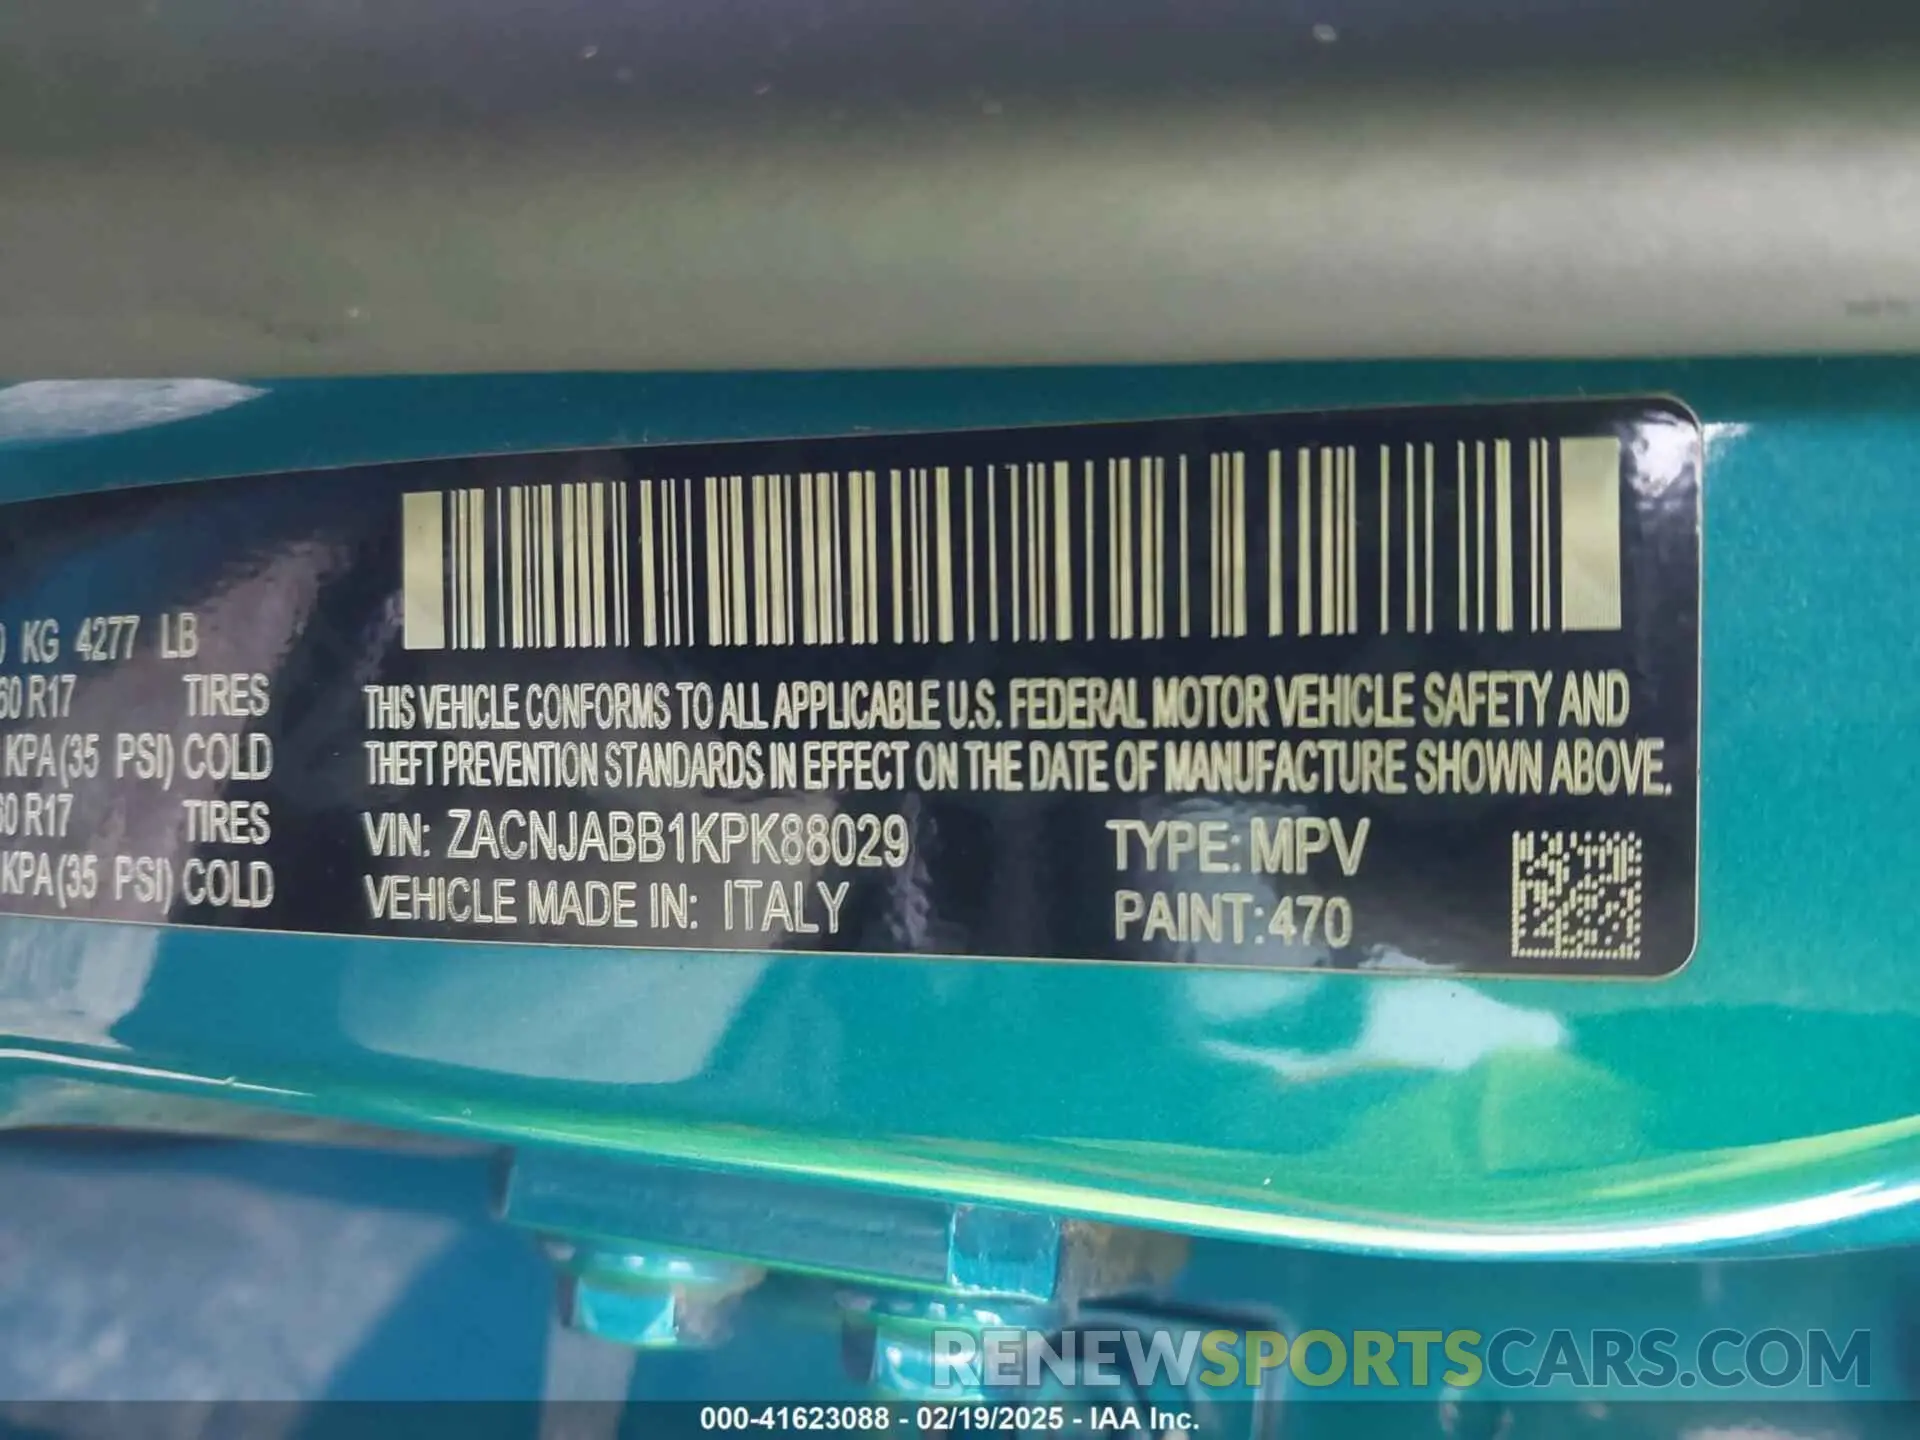 KG 4277 LB
60 R17 TIRES
KPA (35 PSI) COLD
60 R17 TIRES
KPA (35 PSI) COLD
THIS VEHICLE CONFORMS TO ALL APPLICABLE U.S. FEDERAL MOTOR VEHICLE SAFETY AND
THEFT PREVENTION STANDARDS IN EFFECT ON THE DATE OF MANUFACTURE SHOWN ABOVE.
VIN: ZACNJABB1KPK88029 TYPE: MPV
VEHICLE MADE IN: ITALY PAINT: 470
RENEWSPORTSCARS.COM
000-41623088 - 02/19/2025 - IAA Inc.